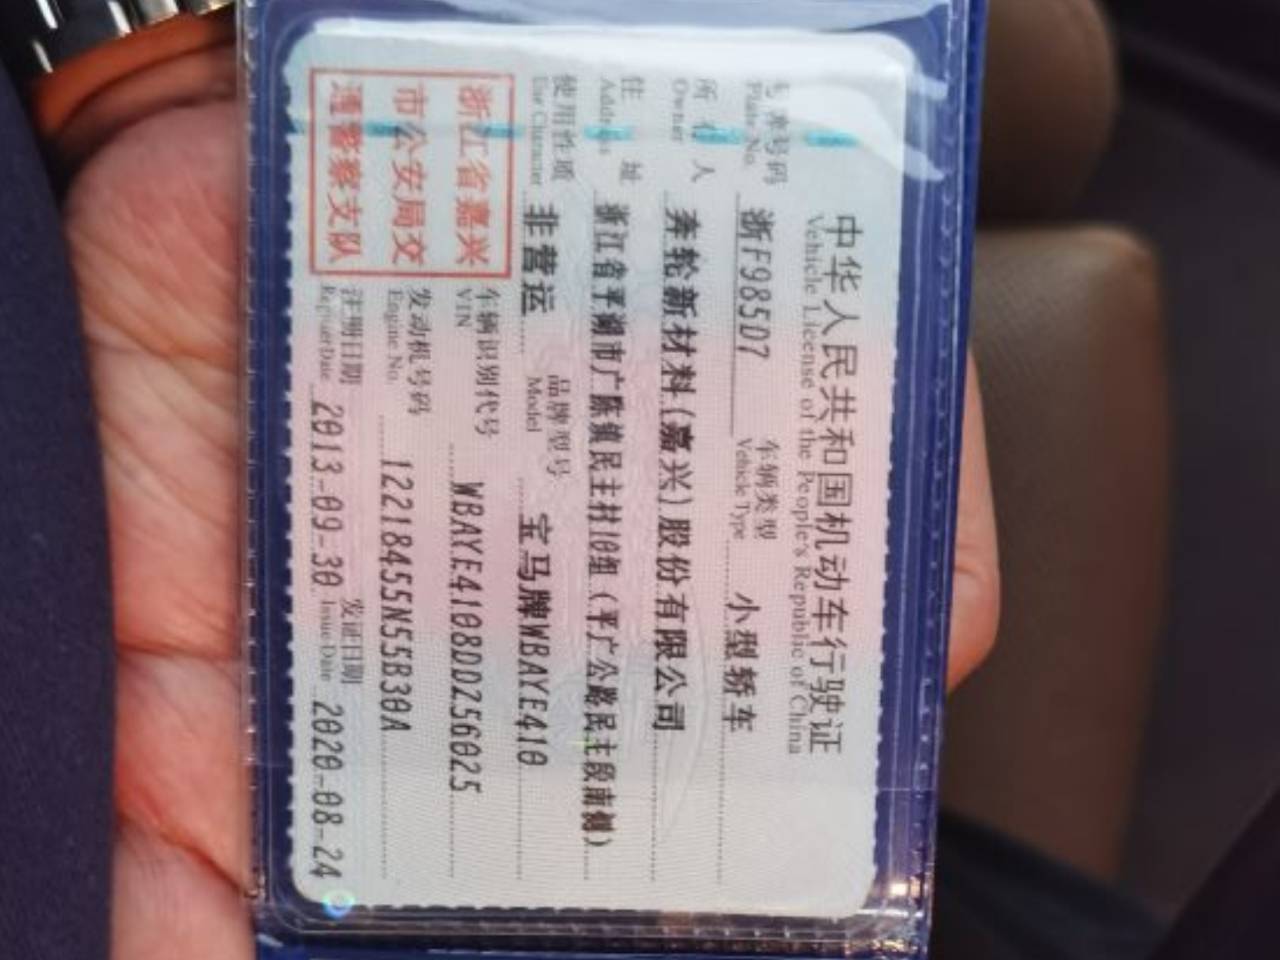 中华人民共和国机动车行驶证
Vehicle License of the People's Republic of China
号牌号码 浙F985D7 车辆类型 小型轿车
Plate No. Vehicle Type
所有人 奔轮新材料(嘉兴)股份有限公司
Owner
住址 浙江省平湖市广陈镇民主村10组(平广公路民主段南侧)
Address
使用性质 非营运 品牌型号 宝马牌WBAYE410
Use Character Model
浙江省嘉兴
市公安局交
通警察支队
车辆识别代号 WBAYE4108DDZ56025
VIN
发动机号码 12218455N55B30A
Engine No.
注册日期 2013-09-30 发证日期 2020-08-24
Register Date Issue Date